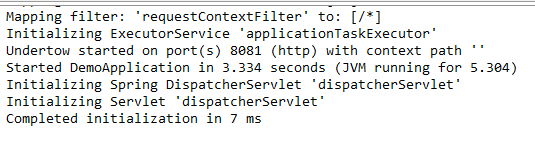 Mapping filter: 'requestContextFilter' to: [/*]
Initializing ExecutorService 'applicationTaskExecutor'
Undertow started on port(s) 8081 (http) with context path ''
Started DemoApplication in 3.334 seconds (JVM running for 5.304)
Initializing Spring DispatcherServlet 'dispatcherServlet'
Initializing Servlet 'dispatcherServlet'
Completed initialization in 7 ms